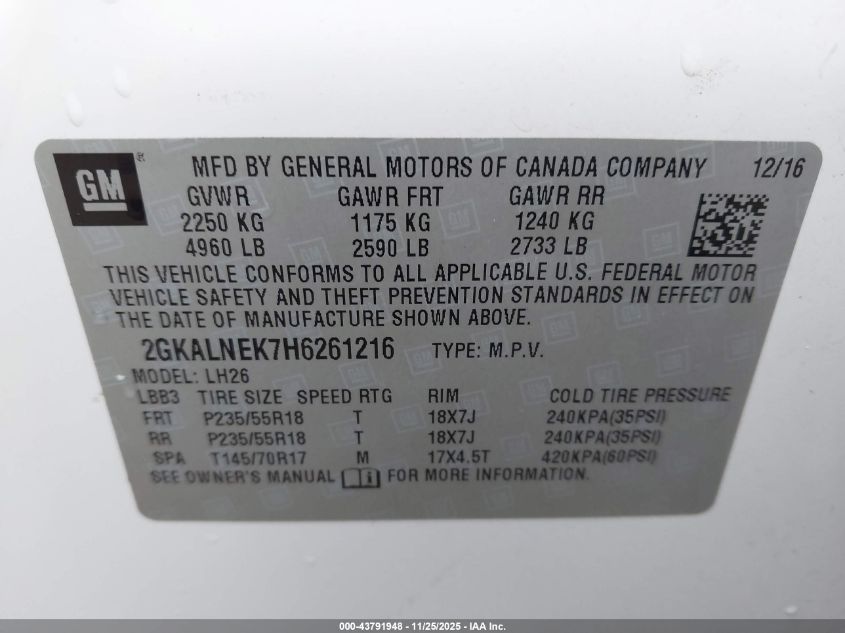 GM ® MFD BY GENERAL MOTORS OF CANADA COMPANY 12/16
GVWR GAWR FRT GAWR RR
2250 KG 1175 KG 1240 KG
4960 LB 2590 LB 2733 LB
THIS VEHICLE CONFORMS TO ALL APPLICABLE U.S. FEDERAL MOTOR
VEHICLE SAFETY AND THEFT PREVENTION STANDARDS IN EFFECT ON
THE DATE OF MANUFACTURE SHOWN ABOVE.
2GKALNEK7H6261216 TYPE: M.P.V.
MODEL: LH26
LBB3 TIRE SIZE SPEED RTG RIM COLD TIRE PRESSURE
FRT P235/55R18 T 18X7J 240KPA(35PSI)
RR P235/55R18 T 18X7J 240KPA(35PSI)
SPA T145/70R17 M 17X4.5T 420KPA(60PSI)
SEE OWNER'S MANUAL i FOR MORE INFORMATION.
000-43791948 - 11/25/2025 - IAA Inc.